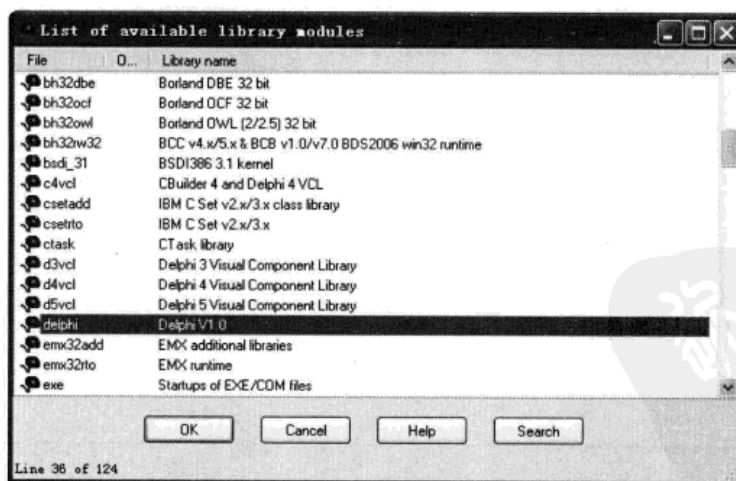 List of available library modules
File O... Library name
bh32dbe Borland DBE 32 bit
bh32ocf Borland OCF 32 bit
bh32owl Borland OWL (2/2.5) 32 bit
bh32rw32 BCC v4.x/5.x & BCB v1.0/v7.0 BDS2006 win32 runtime
bsdi_31 BSDI386 3.1 kernel
c4vcl CBuilder 4 and Delphi 4 VCL
csetadd IBM C Set v2.x/3.x class library
csetrto IBM C Set v2.x/3.x
ctask CTask library
d3vcl Delphi 3 Visual Component Library
d4vcl Delphi 4 Visual Component Library
d5vcl Delphi 5 Visual Component Library
delphi Delphi V1.0
emx32add EMX additional libraries
emx32rto EMX runtime
exe Startups of EXE/COM files
OK Cancel Help Search
Line 36 of 124